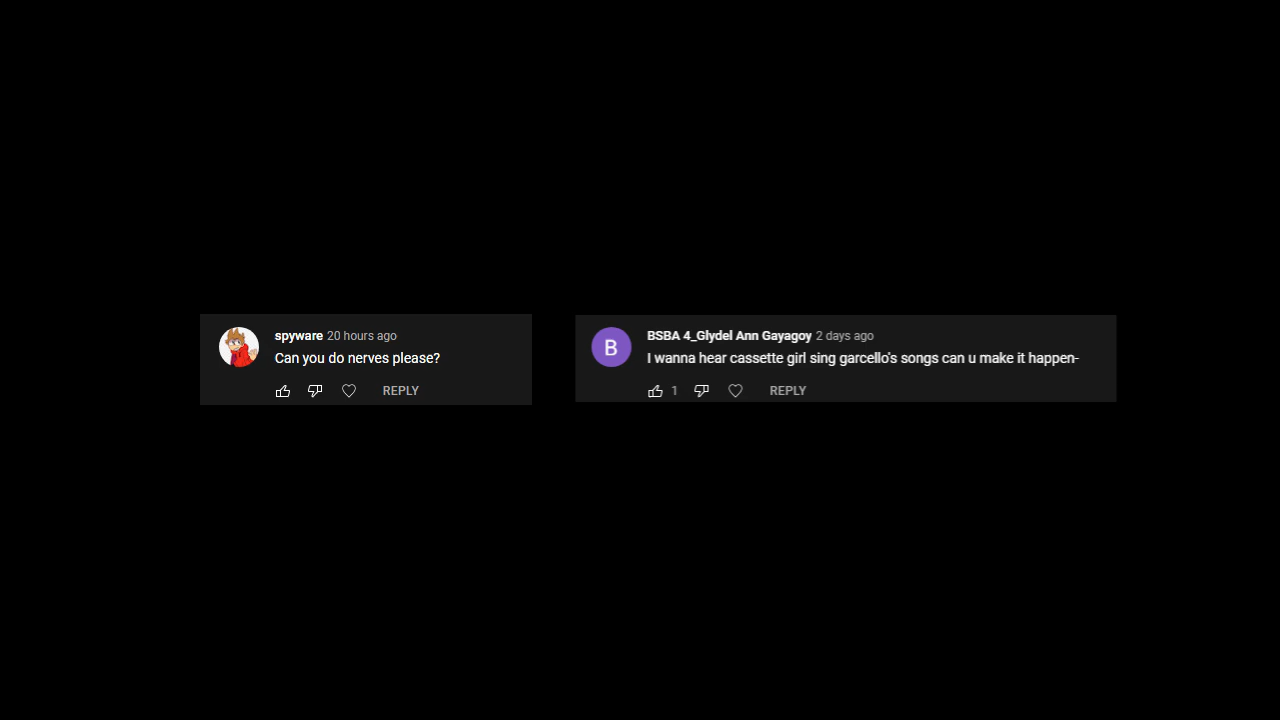 spyware 20 hours ago
Can you do nerves please?
REPLY
B
BSBA 4_Glydel Ann Gayagoy 2 days ago
I wanna hear cassette girl sing garcello's songs can u make it happen-
1 REPLY